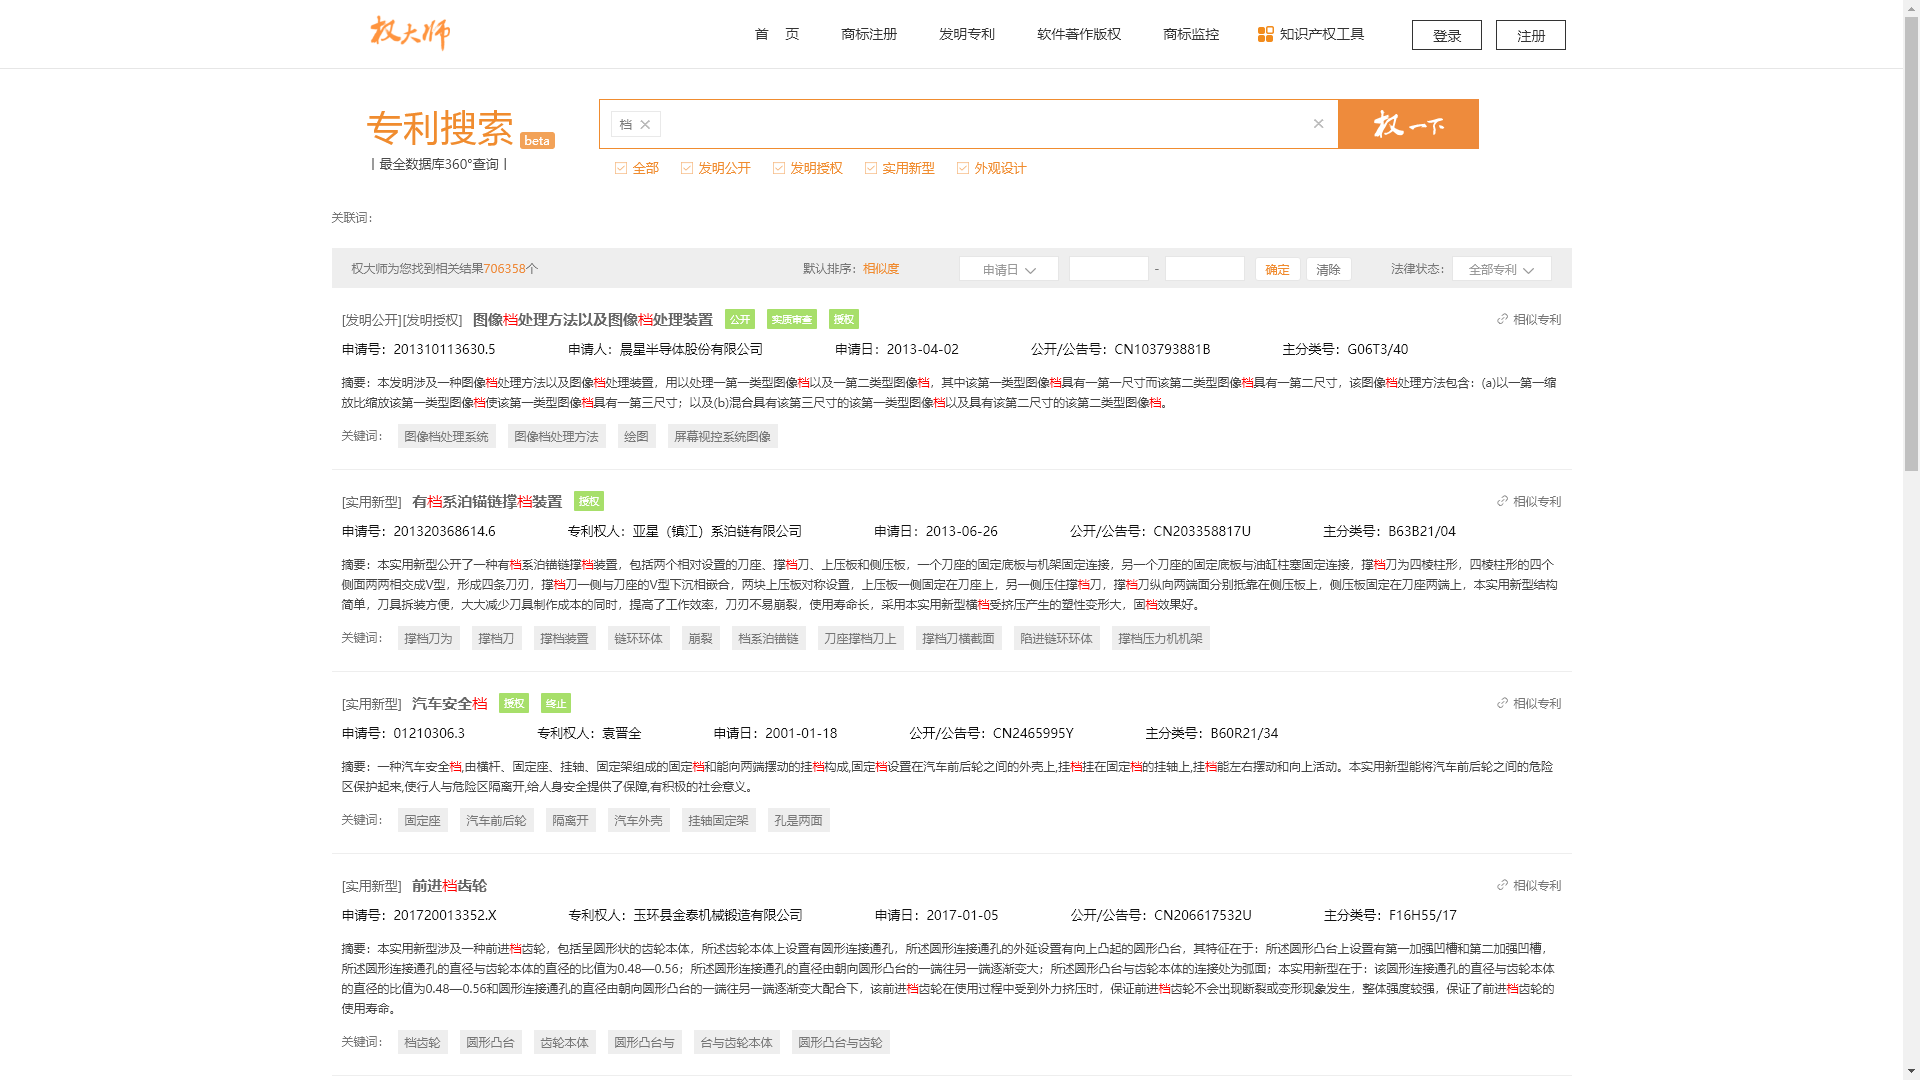 权大师 首 页 商标注册 发明专利 软件著作版权 商标监控 知识产权工具 登录 注册
专利搜索 beta
丨最全数据库360°查询丨
档 × × 权一下
全部 发明公开 发明授权 实用新型 外观设计
关联词：
权大师为您找到相关结果706358个 默认排序：相似度 申请日 - 确定 清除 法律状态： 全部专利
[发明公开][发明授权] 图像档处理方法以及图像档处理装置 公开 实质审查 授权 相似专利
申请号：201310113630.5 申请人：晨星半导体股份有限公司 申请日：2013-04-02 公开/公告号：CN103793881B 主分类号：G06T3/40
摘要：本发明涉及一种图像档处理方法以及图像档处理装置，用以处理一第一类型图像档以及一第二类型图像档，其中该第一类型图像档具有一第一尺寸而该第二类型图像档具有一第二尺寸，该图像档处理方法包含：(a)以一第一缩
放比缩放该第一类型图像档使该第一类型图像档具有一第三尺寸；以及(b)混合具有该第三尺寸的该第一类型图像档以及具有该第二尺寸的该第二类型图像档。
关键词： 图像档处理系统 图像档处理方法 绘图 屏幕视控系统图像
[实用新型] 有档系泊锚链撑档装置 授权 相似专利
申请号：201320368614.6 专利权人：亚星（镇江）系泊链有限公司 申请日：2013-06-26 公开/公告号：CN203358817U 主分类号：B63B21/04
摘要：本实用新型公开了一种有档系泊锚链撑档装置，包括两个相对设置的刀座、撑档刀、上压板和侧压板，一个刀座的固定底板与机架固定连接，另一个刀座的固定底板与油缸柱塞固定连接，撑档刀为四棱柱形，四棱柱形的四个
侧面两两相交成V型，形成四条刀刃，撑档刀一侧与刀座的V型下沉相嵌合，两块上压板对称设置，上压板一侧固定在刀座上，另一侧压住撑档刀，撑档刀纵向两端面分别抵靠在侧压板上，侧压板固定在刀座两端上，本实用新型结构
简单，刀具拆装方便，大大减少刀具制作成本的同时，提高了工作效率，刀刃不易崩裂，使用寿命长，采用本实用新型横档受挤压产生的塑性变形大，固档效果好。
关键词： 撑档刀为 撑档刀 撑档装置 链环环体 崩裂 档系泊锚链 刀座撑档刀上 撑档刀横截面 陷进链环环体 撑档压力机机架
[实用新型] 汽车安全档 授权 终止 相似专利
申请号：01210306.3 专利权人：袁晋全 申请日：2001-01-18 公开/公告号：CN2465995Y 主分类号：B60R21/34
摘要：一种汽车安全档,由横杆、固定座、挂轴、固定架组成的固定档和能向两端摆动的挂档构成,固定档设置在汽车前后轮之间的外壳上,挂档挂在固定档的挂轴上,挂档能左右摆动和向上活动。本实用新型能将汽车前后轮之间的危险
区保护起来,使行人与危险区隔离开,给人身安全提供了保障,有积极的社会意义。
关键词： 固定座 汽车前后轮 隔离开 汽车外壳 挂轴固定架 孔是两面
[实用新型] 前进档齿轮 相似专利
申请号：201720013352.X 专利权人：玉环县金泰机械锻造有限公司 申请日：2017-01-05 公开/公告号：CN206617532U 主分类号：F16H55/17
摘要：本实用新型涉及一种前进档齿轮，包括呈圆形状的齿轮本体，所述齿轮本体上设置有圆形连接通孔，所述圆形连接通孔的外延设置有向上凸起的圆形凸台，其特征在于：所述圆形凸台上设置有第一加强凹槽和第二加强凹槽，
所述圆形连接通孔的直径与齿轮本体的直径的比值为0.48—0.56；所述圆形连接通孔的直径由朝向圆形凸台的一端往另一端逐渐变大；所述圆形凸台与齿轮本体的连接处为弧面；本实用新型在于：该圆形连接通孔的直径与齿轮本体
的直径的比值为0.48—0.56和圆形连接通孔的直径由朝向圆形凸台的一端往另一端逐渐变大配合下，该前进档齿轮在使用过程中受到外力挤压时，保证前进档齿轮不会出现断裂或变形现象发生，整体强度较强，保证了前进档齿轮的
使用寿命。
关键词： 档齿轮 圆形凸台 齿轮本体 圆形凸台与 台与齿轮本体 圆形凸台与齿轮